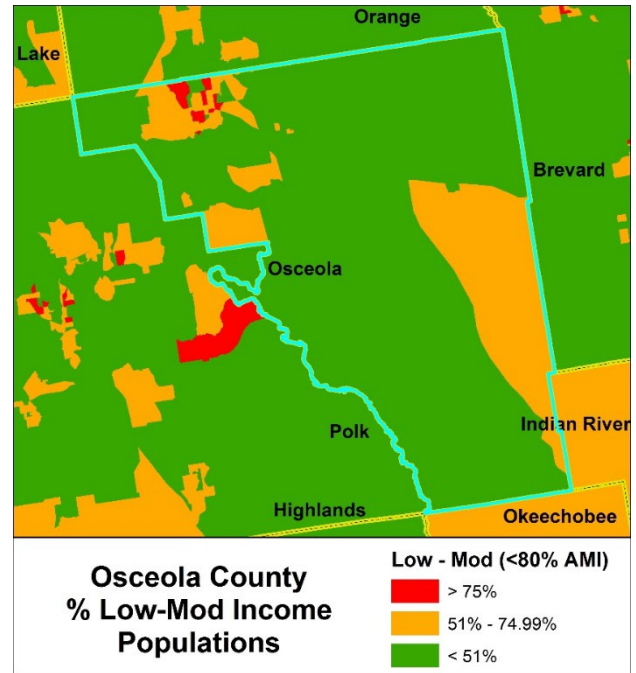 Orange
Lake
Brevard
Osceola
Indian River
Polk
Highlands
Okeechobee
Osceola County
% Low-Mod Income
Populations
Low - Mod (<80% AMI)
> 75%
51% - 74.99%
< 51%